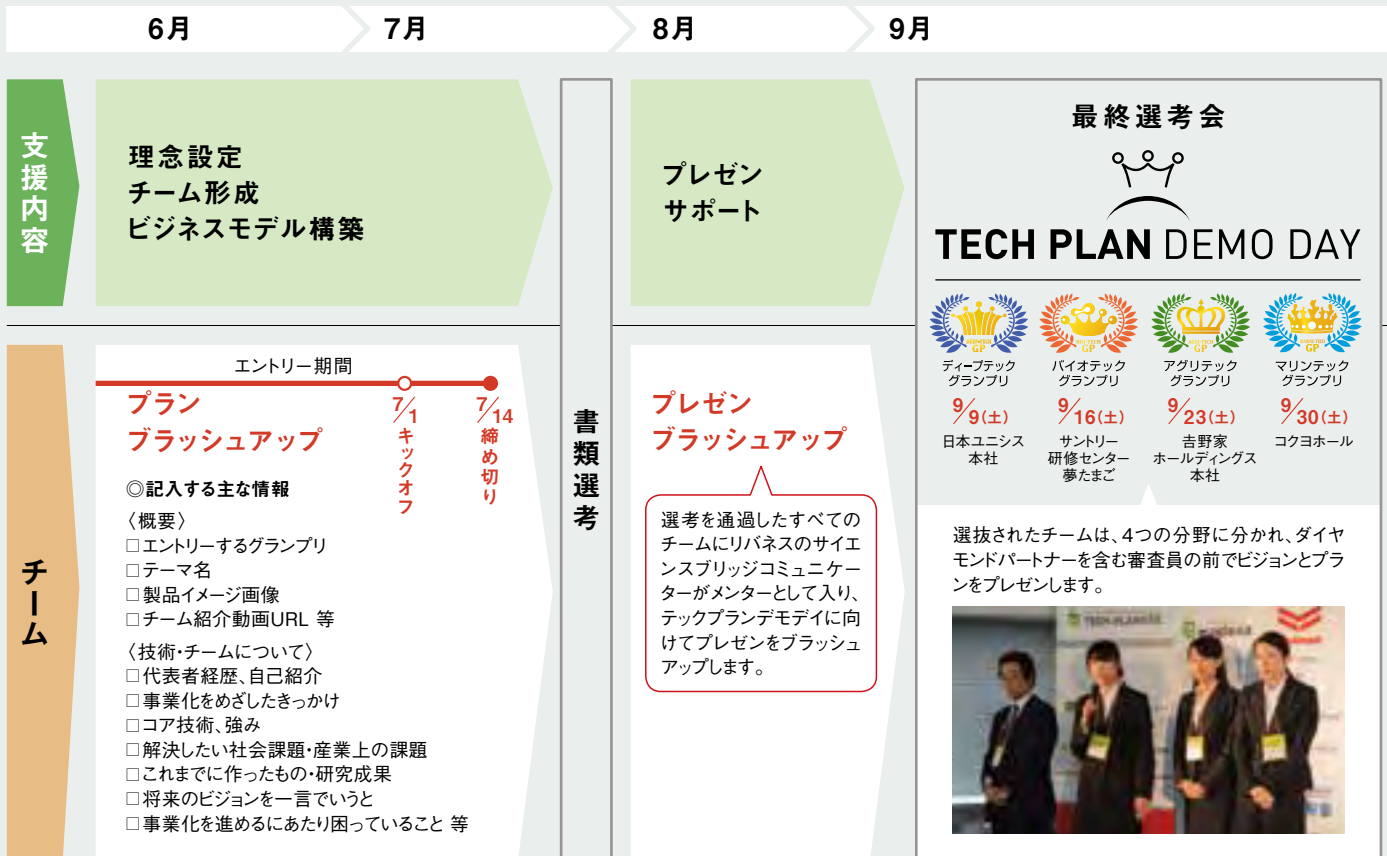 6月
7月
8月
9月
支援内容
理念設定
チーム形成
ビジネスモデル構築
プレゼン
サポート
最終選考会
TECH PLAN DEMO DAY
GP
GP
GP
GP
ディープテック
グランプリ
9/9(土)
日本ユニシス
本社
バイオテック
グランプリ
9/16(土)
サントリー
研修センター
夢たまご
アグリテック
グランプリ
9/23(土)
吉野家
ホールディングス
本社
マリンテック
グランプリ
9/30(土)
コクヨホール
チーム
エントリー期間
プラン
ブラッシュアップ
7/1
キックオフ
7/14
締め切り
◎記入する主な情報
〈概要〉
□エントリーするグランプリ
□テーマ名
□製品イメージ画像
□チーム紹介動画URL 等
〈技術・チームについて〉
□代表者経歴、自己紹介
□事業化をめざしたきっかけ
□コア技術、強み
□解決したい社会課題・産業上の課題
□これまでに作ったもの・研究成果
□将来のビジョンを一言でいうと
□事業化を進めるにあたり困っていること 等
書類選考
プレゼン
ブラッシュアップ
選考を通過したすべての
チームにリバネスのサイエ
ンスブリッジコミュニケー
ターがメンターとして入り、
テックプランデモデイに向
けてプレゼンをブラッシュ
アップします。
選抜されたチームは、4つの分野に分かれ、ダイヤ
モンドパートナーを含む審査員の前でビジョンとプラ
ンをプレゼンします。